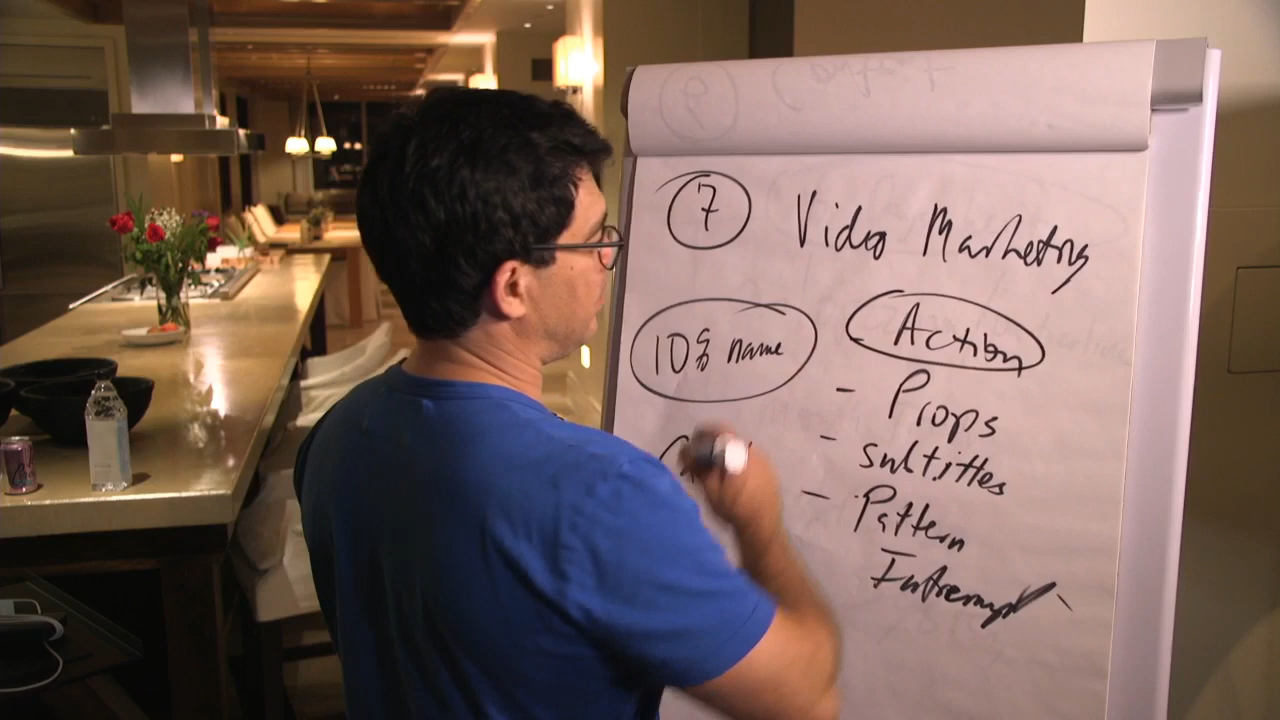 7 Video Marketing
10% name
Action
- Props
- subtitles
- Pattern
Interrupt